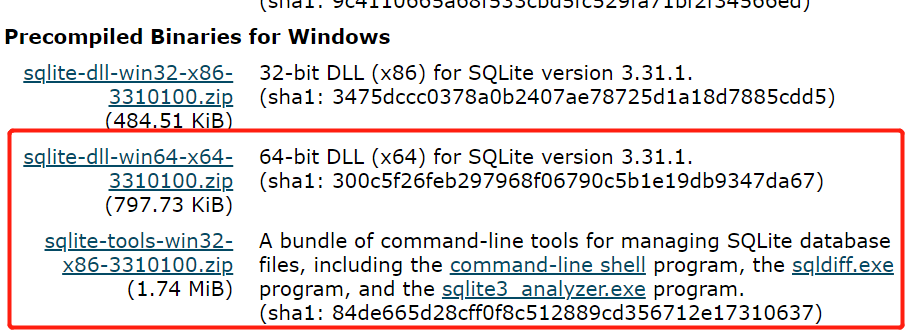 Precompiled Binaries for Windows
sqlite-dll-win32-x86-
3310100.zip
(484.51 KiB)
32-bit DLL (x86) for SQLite version 3.31.1.
(sha1: 3475dccc0378a0b2407ae78725d1a18d7885cdd5)
sqlite-dll-win64-x64-
3310100.zip
(797.73 KiB)
64-bit DLL (x64) for SQLite version 3.31.1.
(sha1: 300c5f26feb297968f06790c5b1e19db9347da67)
sqlite-tools-win32-
x86-3310100.zip
(1.74 MiB)
A bundle of command-line tools for managing SQLite database
files, including the command-line shell program, the sqldiff.exe
program, and the sqlite3_analyzer.exe program.
(sha1: 84de665d28cff0f8c512889cd356712e17310637)